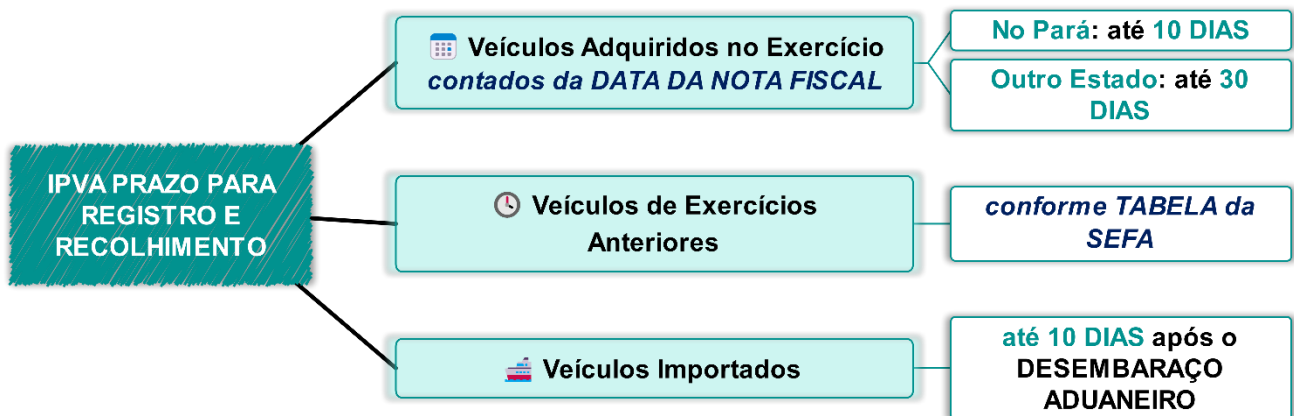 IPVA PRAZO PARA
REGISTRO E
RECOLHIMENTO
Veículos Adquiridos no Exercício
contados da DATA DA NOTA FISCAL
No Pará: até 10 DIAS
Outro Estado: até 30
DIAS
Veículos de Exercícios
Anteriores
conforme TABELA da
SEFA
Veículos Importados
até 10 DIAS após o
DESEMBARAÇO
ADUANEIRO